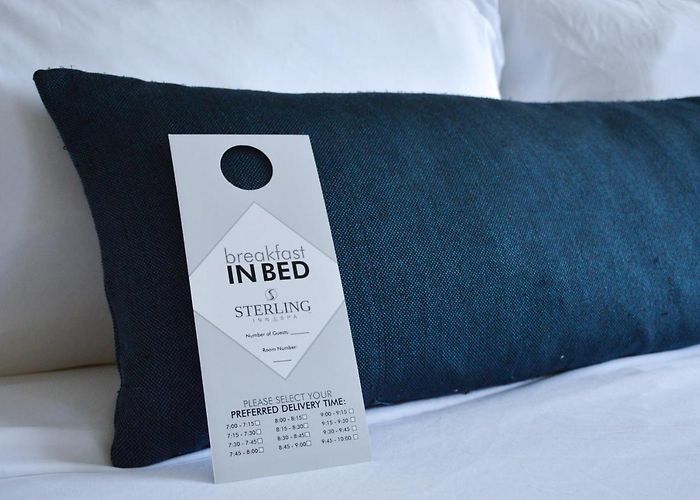 breakfast
IN BED
STERLING
INN & SPA
Number of Guests: _____
Room Number:
_____
PLEASE SELECT YOUR
PREFERRED DELIVERY TIME:
7:00 - 7:15☐ 8:00 - 8:15☐ 9:00 - 9:15☐
7:15 - 7:30☐ 8:15 - 8:30☐ 9:15 - 9:30☐
7:30 - 7:45☐ 8:30 - 8:45☐ 9:30 - 9:45☐
7:45 - 8:00☐ 8:45 - 9:00☐ 9:45 - 10:00☐